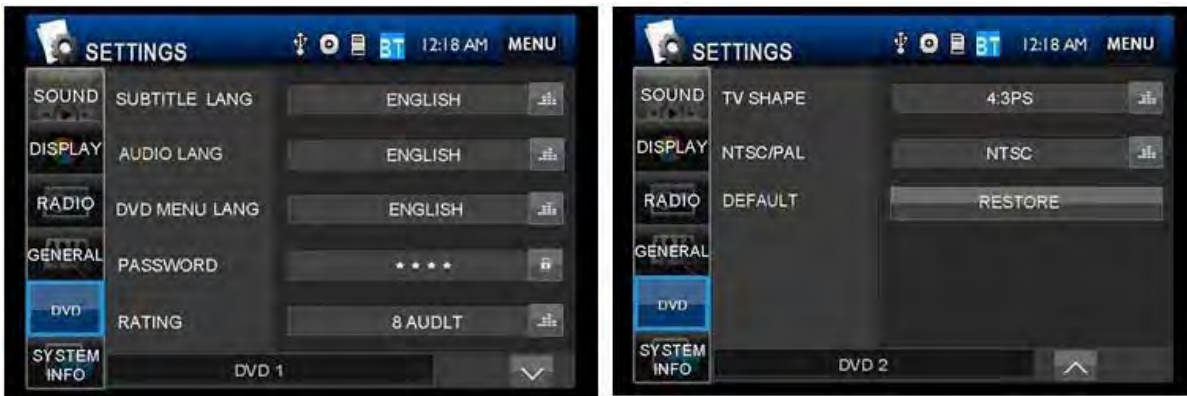 SETTINGS BT 12:18 AM MENU
SOUND SUBTITLE LANG ENGLISH
DISPLAY AUDIO LANG ENGLISH
RADIO DVD MENU LANG ENGLISH
GENERAL PASSWORD ****
DVD RATING 8 AUDLT
SYSTEM INFO DVD 1
SETTINGS BT 12:18 AM MENU
SOUND TV SHAPE 4:3PS
DISPLAY NTSC/PAL NTSC
RADIO DEFAULT RESTORE
GENERAL
DVD
SYSTEM INFO DVD 2